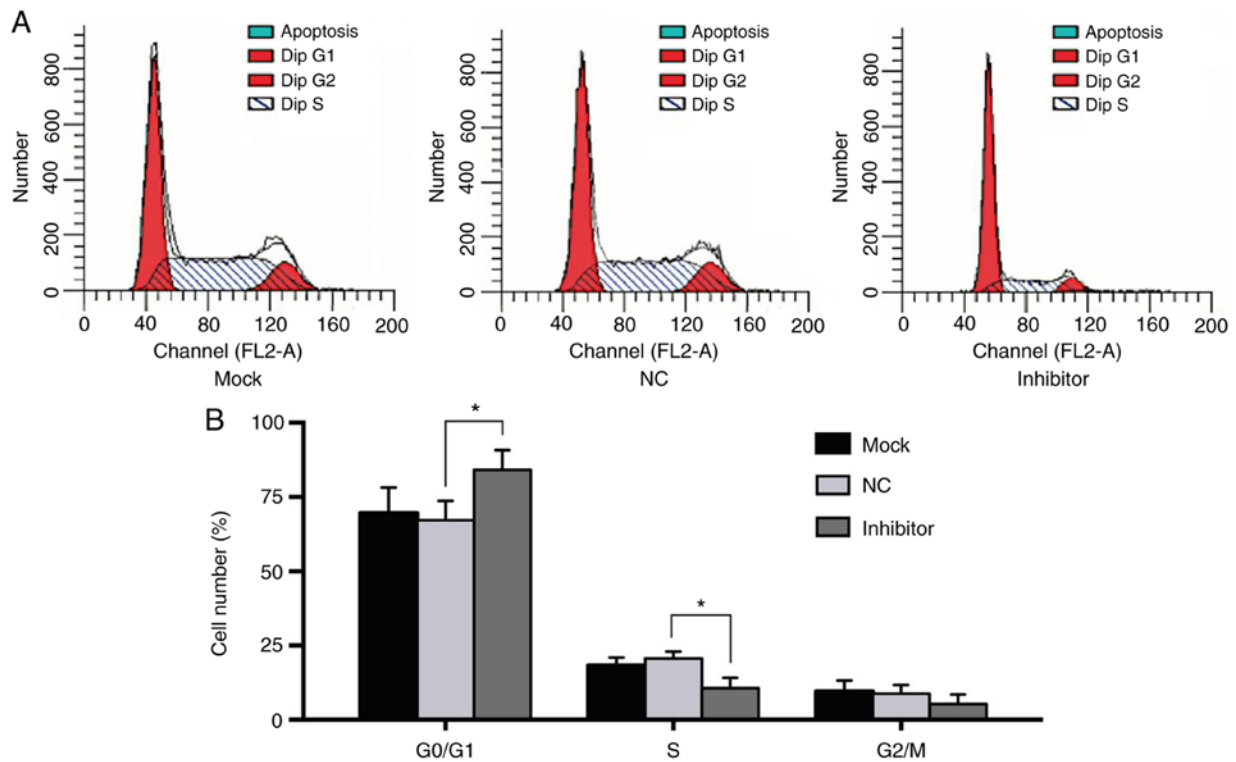 A
Apoptosis
Dip G1
Dip G2
Dip S
Number
800
600
400
200
0
0 40 80 120 160 200
Channel (FL2-A)
Mock
Apoptosis
Dip G1
Dip G2
Dip S
Number
800
600
400
200
0
0 40 80 120 160 200
Channel (FL2-A)
NC
Apoptosis
Dip G1
Dip G2
Dip S
Number
800
600
400
200
0
0 40 80 120 160 200
Channel (FL2-A)
Inhibitor
B
Cell number (%)
100
75
50
25
0
*
*
Mock
NC
Inhibitor
G0/G1 S G2/M